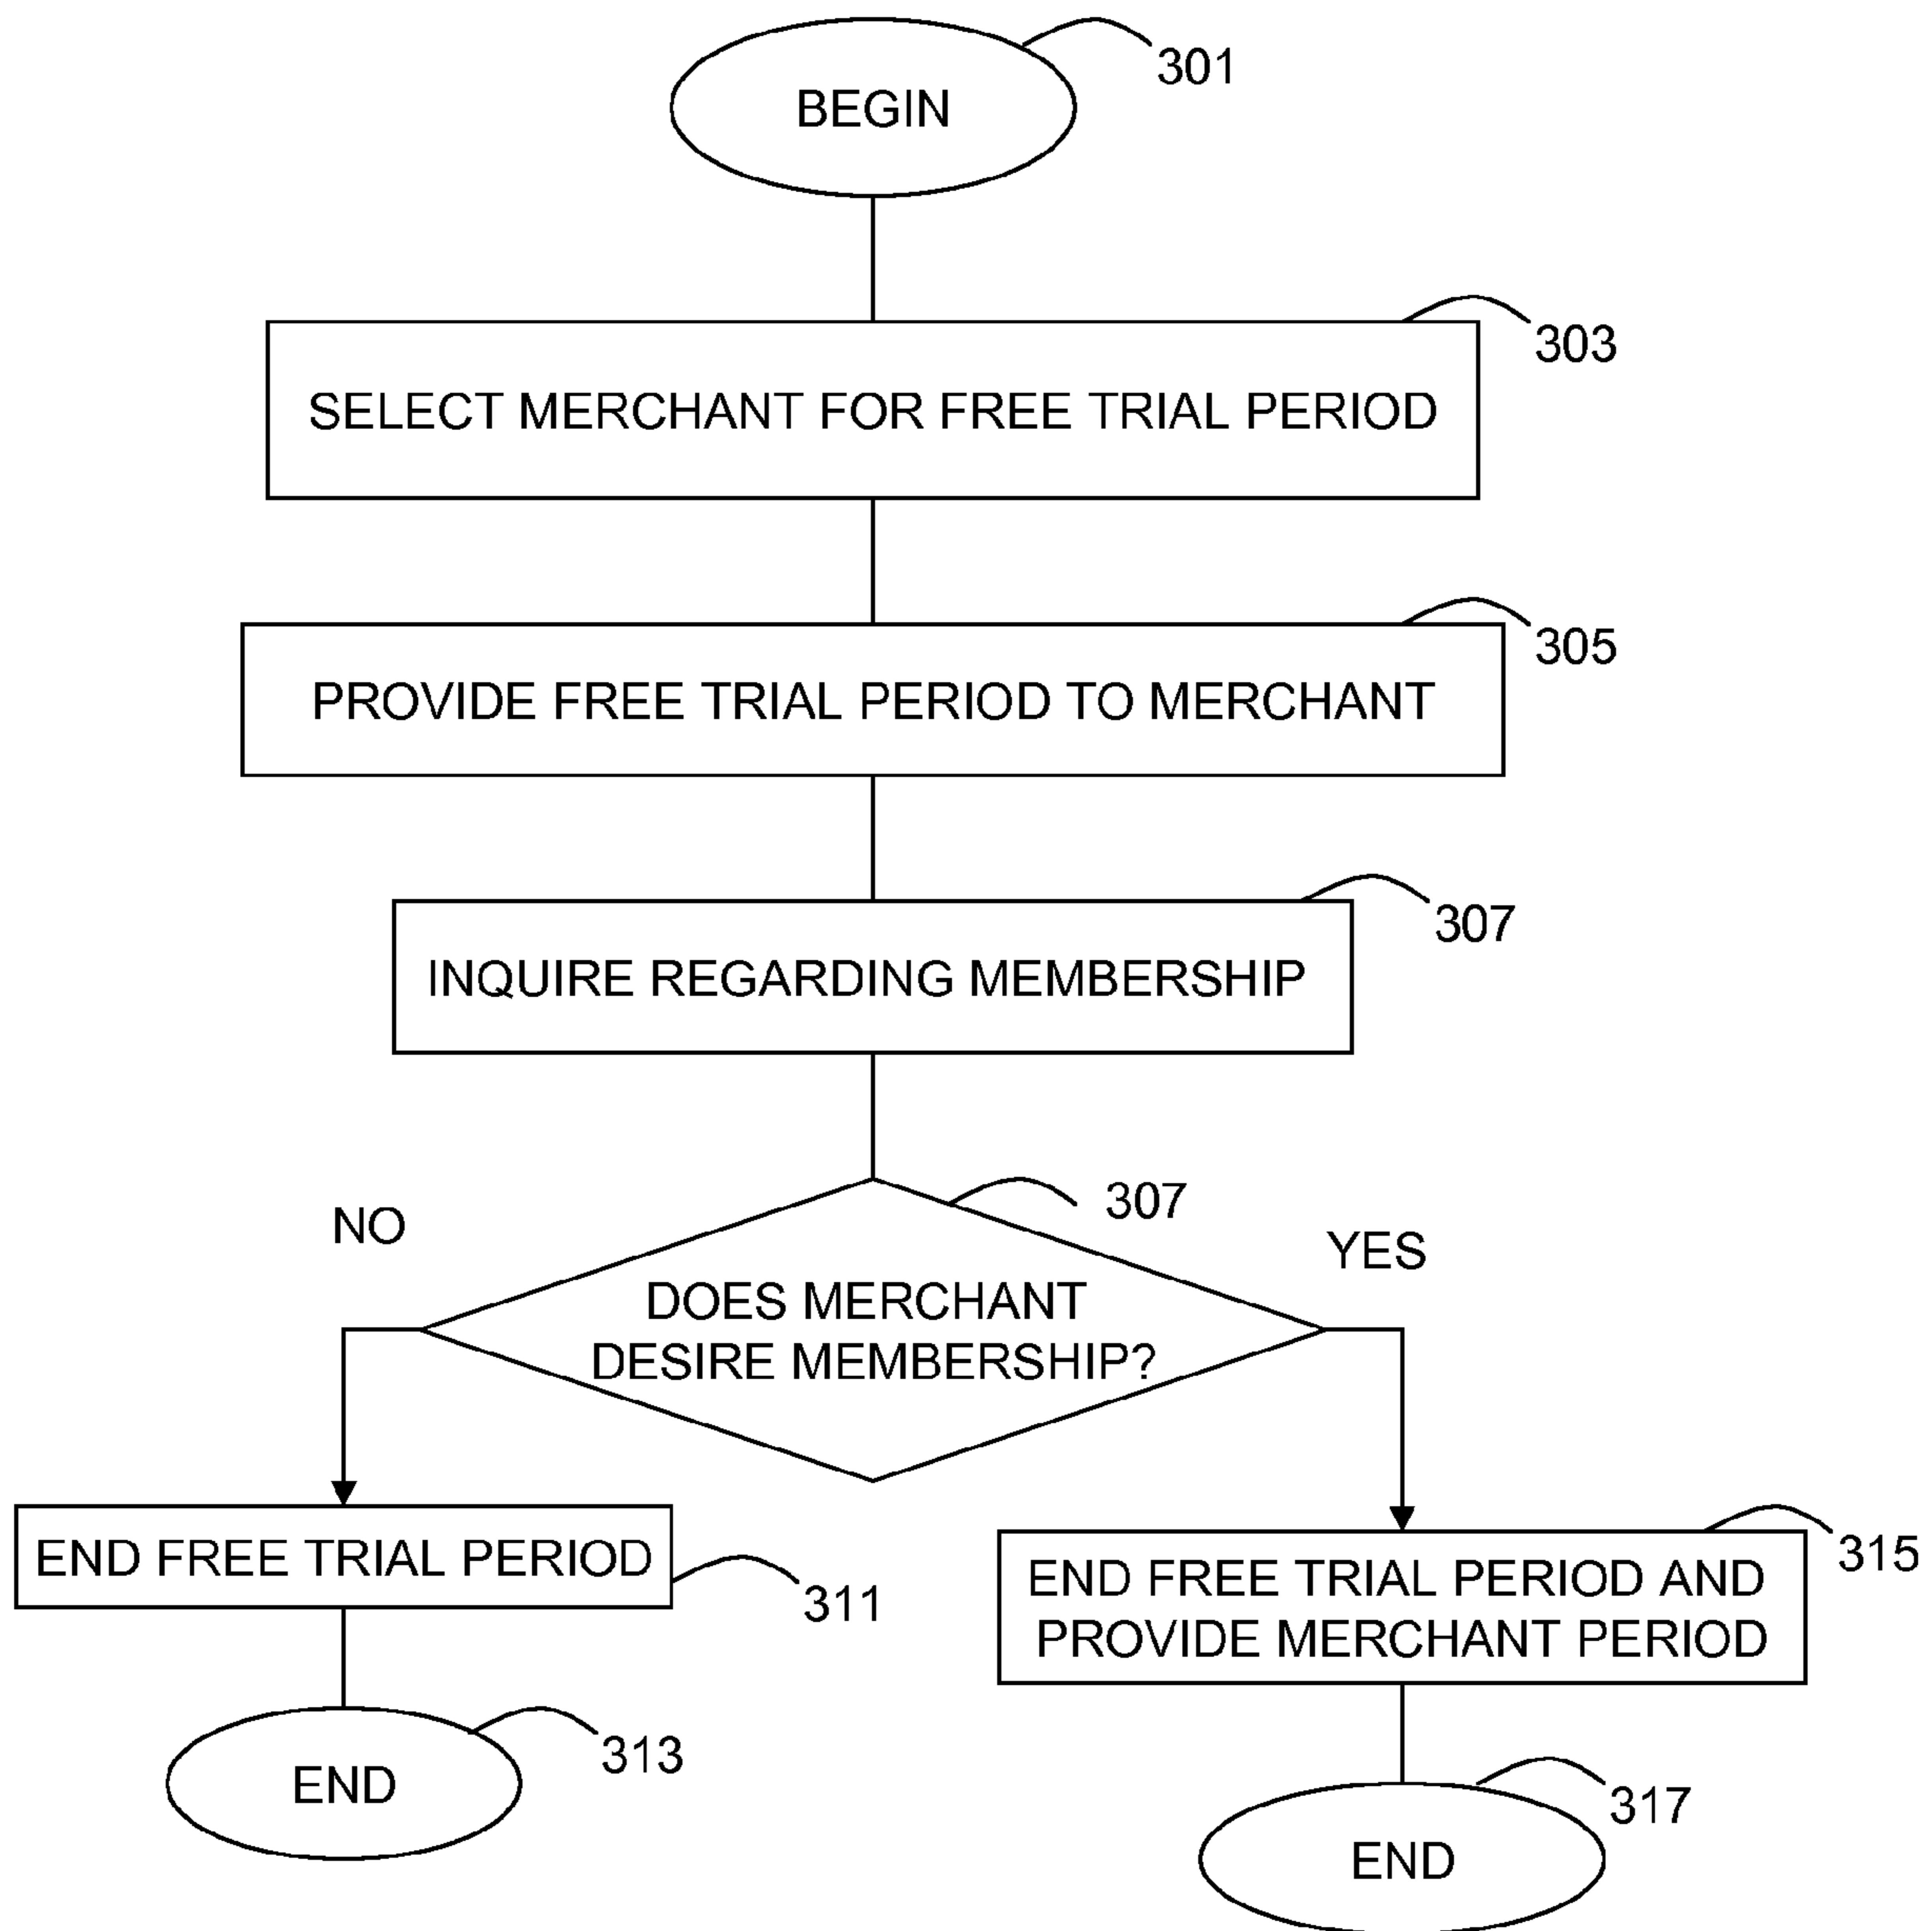 BEGIN
301
SELECT MERCHANT FOR FREE TRIAL PERIOD
303
PROVIDE FREE TRIAL PERIOD TO MERCHANT
305
INQUIRE REGARDING MEMBERSHIP
307
DOES MERCHANT
DESIRE MEMBERSHIP?
307
NO
YES
END FREE TRIAL PERIOD
311
END
313
END FREE TRIAL PERIOD AND
PROVIDE MERCHANT PERIOD
315
END
317